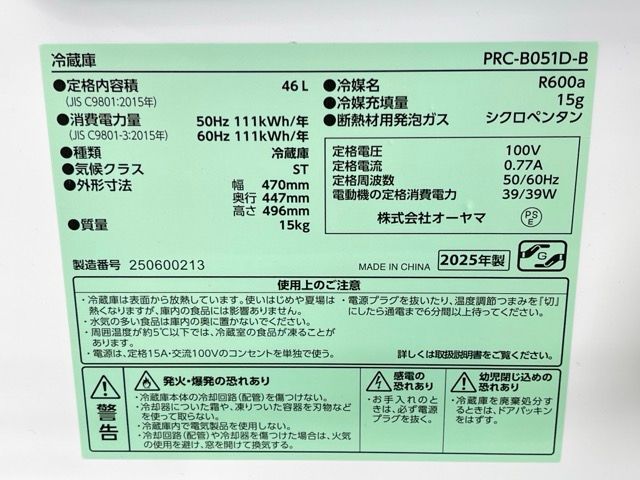 冷蔵庫
PRC-B051D-B
●定格内容積 46L
(JIS C9801:2015年)
●消費電力量 50Hz 111kWh/年
(JIS C9801-3:2015年) 60Hz 111kWh/年
●種類 冷蔵庫
●気候クラス ST
●外形寸法 幅 470mm
奥行 447mm
高さ 496mm
●質量 15kg
●冷媒名 R600a
●冷媒充填量 15g
●断熱材用発泡ガス シクロペンタン
定格電圧 100V
定格電流 0.77A
定格周波数 50/60Hz
電動機の定格消費電力 39/39W
株式会社オーヤマ PSE
製造番号 250600213
MADE IN CHINA 2025年製 G
使用上のご注意
・冷蔵庫は表面から放熱しています。使いはじめや夏場は
熱くなりますが、庫内の食品には影響ありません。
・水気の多い食品は庫内の奥に置かないでください。
・周囲温度が約5℃以下では、冷蔵室の食品が凍ることが
あります。
・電源は、定格15A・交流100Vのコンセントを単独で使う。
・電源プラグを抜いたり、温度調節つまみを「切」
にしたら通電まで6分間以上待ってください。
詳しくは取扱説明書をご覧ください。
警告
発火・爆発の恐れあり
・冷蔵庫本体の冷却回路(配管)を傷つけない。
・冷却器についた霜や、凍りついた容器を刃物など
を使って取らない。
・冷蔵庫内で電気製品を使用しない。
・冷却回路(配管)や冷却器を傷つけた場合は、火気
の使用を避け、窓を開けて換気する。
感電の
恐れあり
・お手入れのと
きは、必ず電源
プラグを抜く。
幼児閉じ込めの
恐れあり
・冷蔵庫を廃棄処分
するときは、ドアパッキン
をはずす。